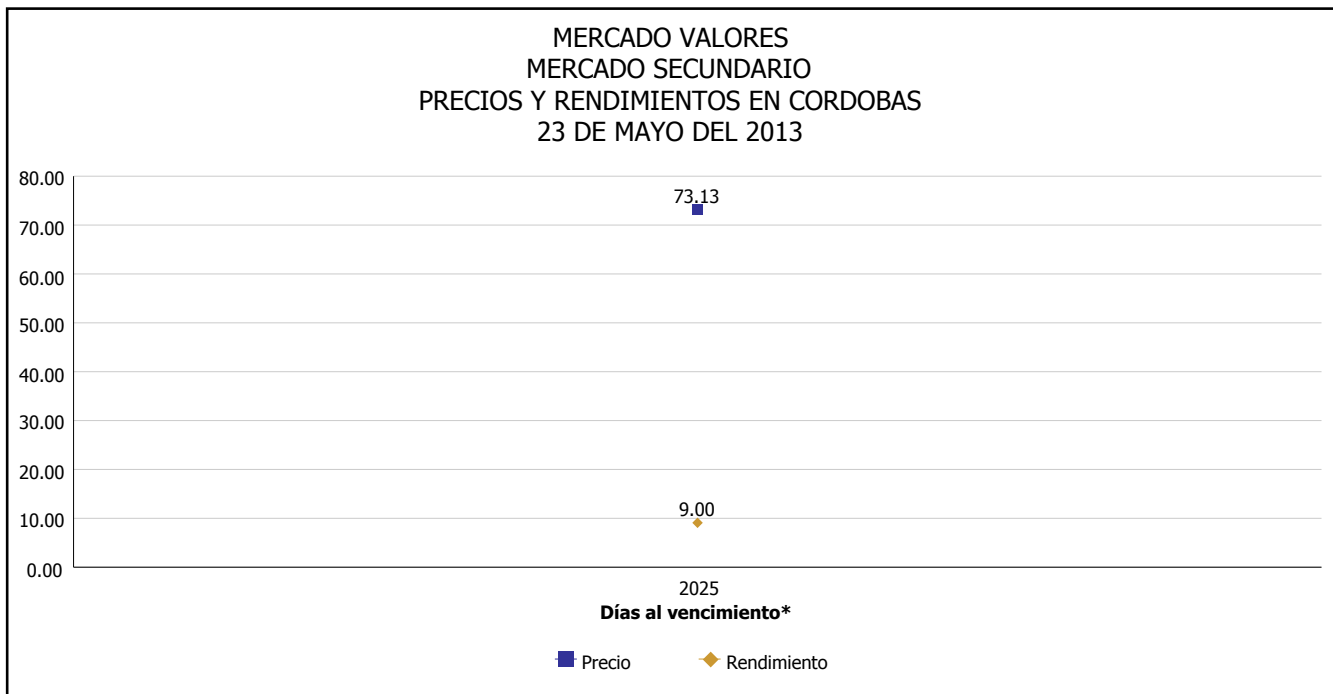 MERCADO VALORES
MERCADO SECUNDARIO
PRECIOS Y RENDIMIENTOS EN CORDOBAS
23 DE MAYO DEL 2013
80.00
73.13
70.00
60.00
50.00
40.00
30.00
20.00
10.00
9.00
0.00
2025
Días al vencimiento*
Precio
Rendimiento